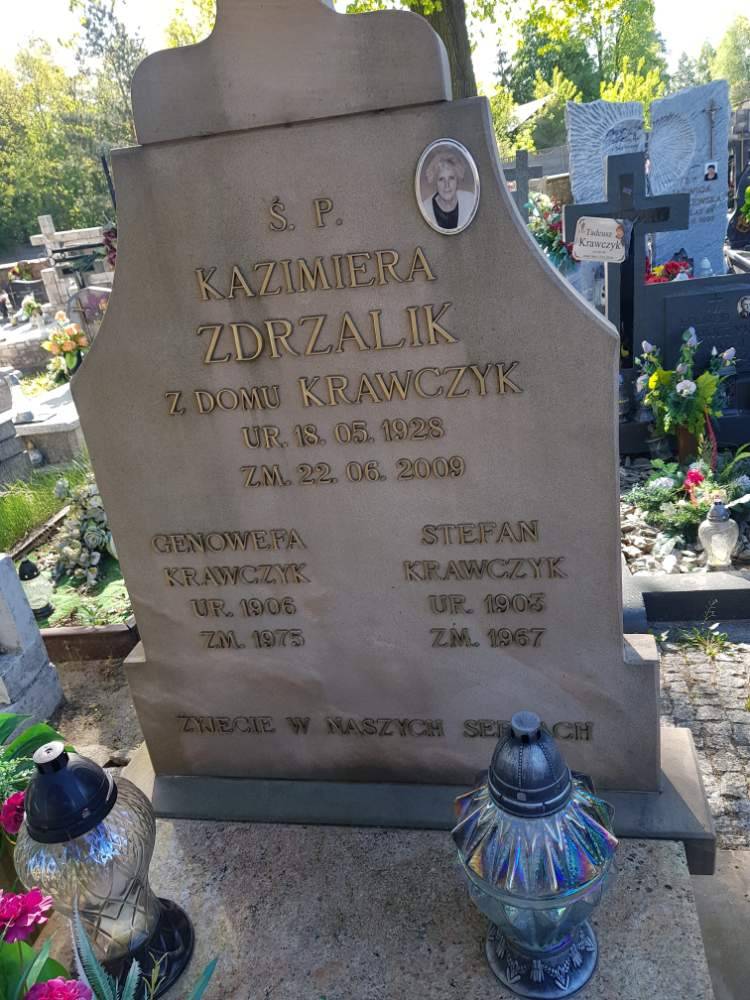 Ś. P.
KAZIMIERA
ZDRZALIK
Z DOMU KRAWCZYK
UR. 18. 05. 1928
ZM. 22. 06. 2009
GENOWEFA
KRAWCZYK
UR. 1906
ZM. 1975
STEFAN
KRAWCZYK
UR. 1905
ZM. 1967
ŻYJECIE W NASZYCH
Tadeusz
Krawczyk